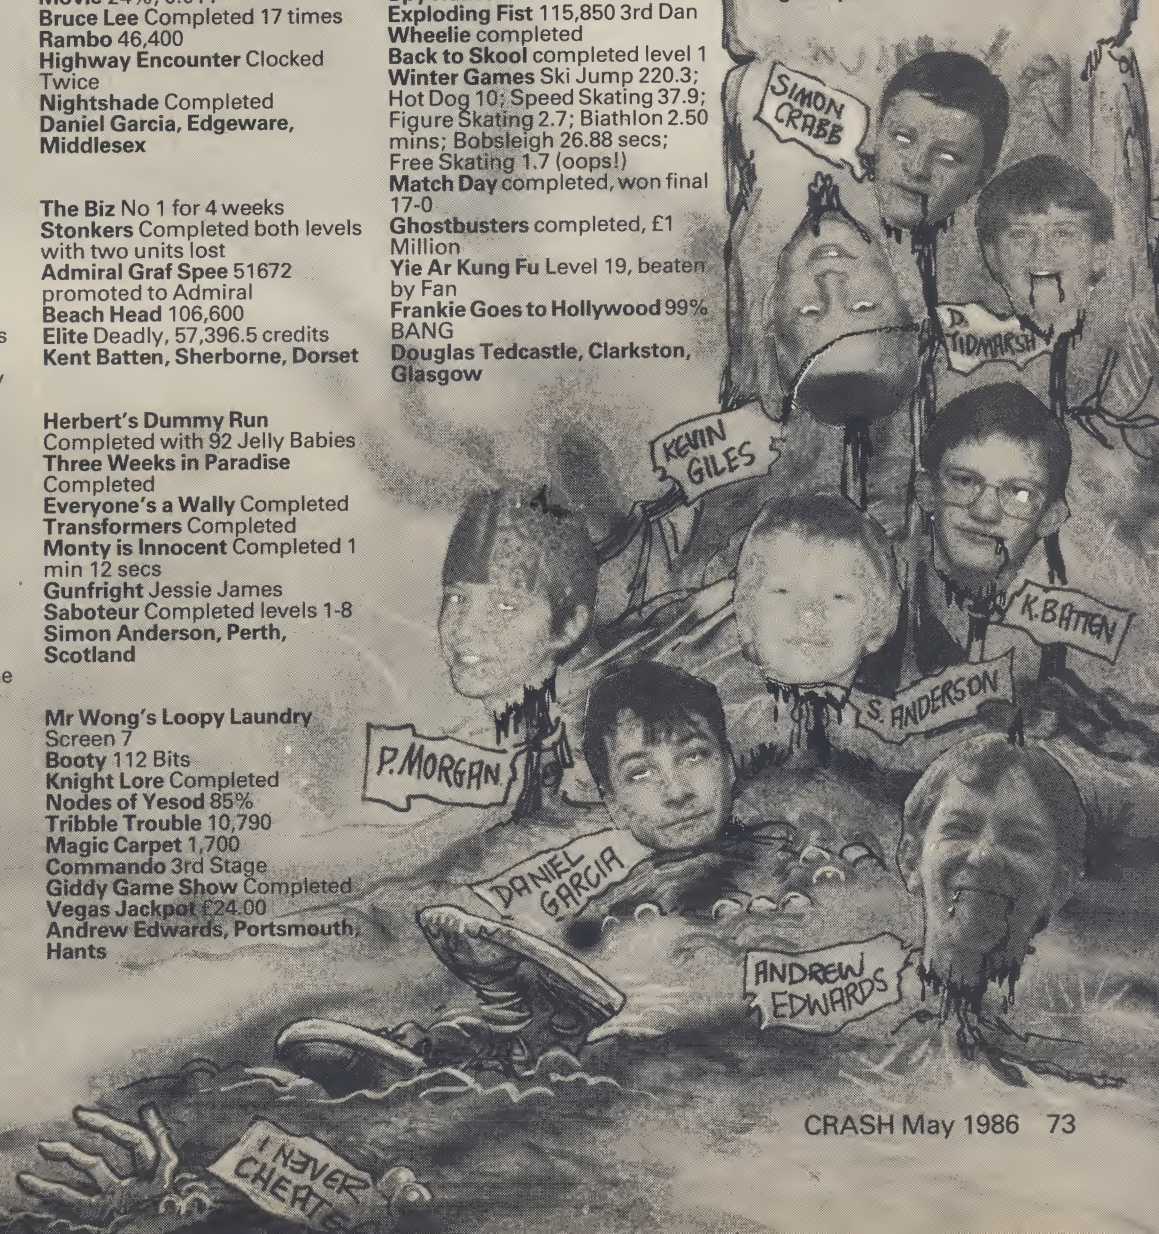 Bruce Lee Completed 17 times
Rambo 46,400
Highway Encounter Clocked
Twice
Nightshade Completed
Daniel Garcia, Edgeware,
Middlesex
The Biz No 1 for 4 weeks
Stonkers Completed both levels
with two units lost
Admiral Graf Spee 51672
promoted to Admiral
Beach Head 106,600
Elite Deadly, 57,396.5 credits
Kent Batten, Sherborne, Dorset
Herbert's Dummy Run
Completed with 92 Jelly Babies
Three Weeks in Paradise
Completed
Everyone's a Wally Completed
Transformers Completed
Monty is Innocent Completed 1
min 12 secs
Gunfright Jessie James
Saboteur Completed levels 1-8
Simon Anderson, Perth,
Scotland
Mr Wong's Loopy Laundry
Screen 7
Booty 112 Bits
Knight Lore Completed
Nodes of Yesod 85%
Tribble Trouble 10,790
Magic Carpet 1,700
Commando 3rd Stage
Giddy Game Show Completed
Vegas Jackpot £24.00
Andrew Edwards, Portsmouth,
Hants
Exploding Fist 115,850 3rd Dan
Wheelie completed
Back to Skool completed level 1
Winter Games Ski Jump 220.3;
Hot Dog 10; Speed Skating 37.9;
Figure Skating 2.7; Biathlon 2.50
mins; Bobsleigh 26.88 secs;
Free Skating 1.7 (oops!)
Match Day completed, won final
17-0
Ghostbusters completed, £1
Million
Yie Ar Kung Fu Level 19, beaten
by Fan
Frankie Goes to Hollywood 99%
BANG
Douglas Tedcastle, Clarkston,
Glasgow
SIMON
CRABB
D.
TIDMARSH
KEVIN
GILES
K.BATTEN
S. ANDERSON
P. MORGAN
DANIEL
GARCIA
ANDREW
EDWARDS
I NEVER
CHEATE
CRASH May 1986 73